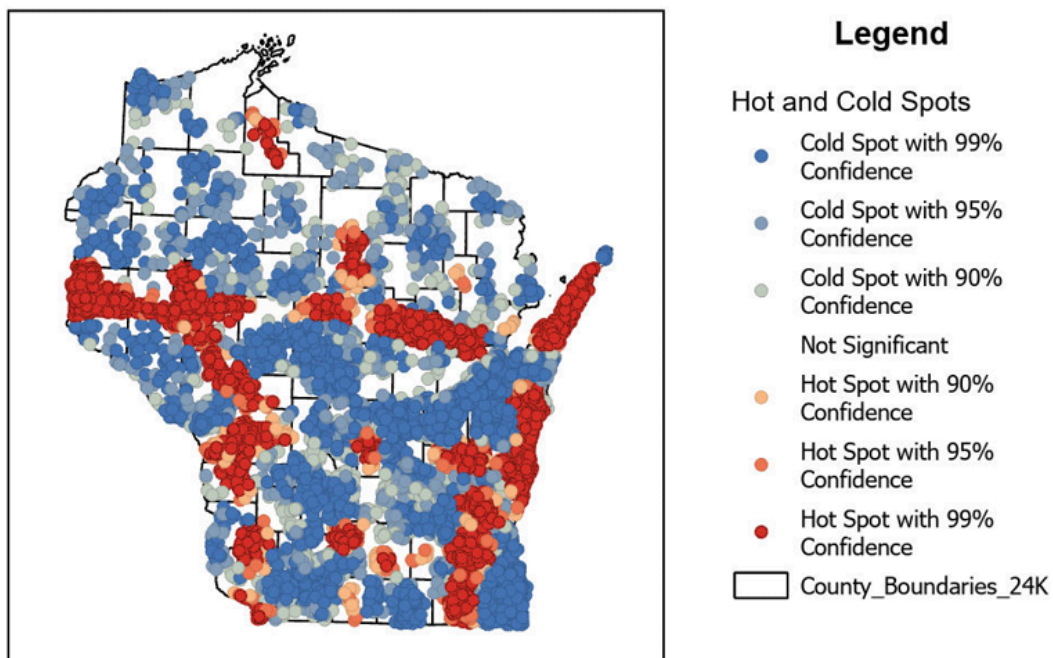 Legend
Hot and Cold Spots
Cold Spot with 99%
Confidence
Cold Spot with 95%
Confidence
Cold Spot with 90%
Confidence
Not Significant
Hot Spot with 90%
Confidence
Hot Spot with 95%
Confidence
Hot Spot with 99%
Confidence
County_Boundaries_24K